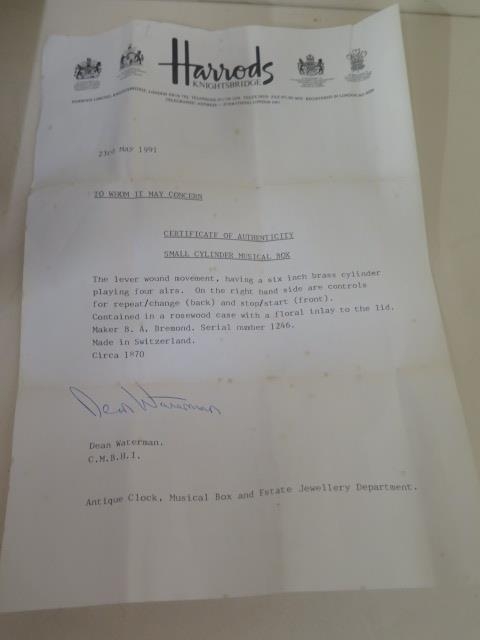 Harrods
KNIGHTSBRIDGE
HARRODS LIMITED, KNIGHTSBRIDGE, LONDON
23rd May 1991
TO WHOM IT MAY CONCERN
CERTIFICATE OF AUTHENTICITY
SMALL CYLINDER MUSICAL BOX
The lever wound movement, having a six inch brass cylinder
playing four airs. On the right hand side are controls
for repeat/change (back) and stop/start (front).
Contained in a rosewood case with a floral inlay to the lid.
Maker B. A. Bremond. Serial number 1246.
Made in Switzerland.
Circa 1870
Dean Waterman
Dean Waterman.
C.M.B.H.I.
Antique Clock, Musical Box and Estate Jewellery Department.